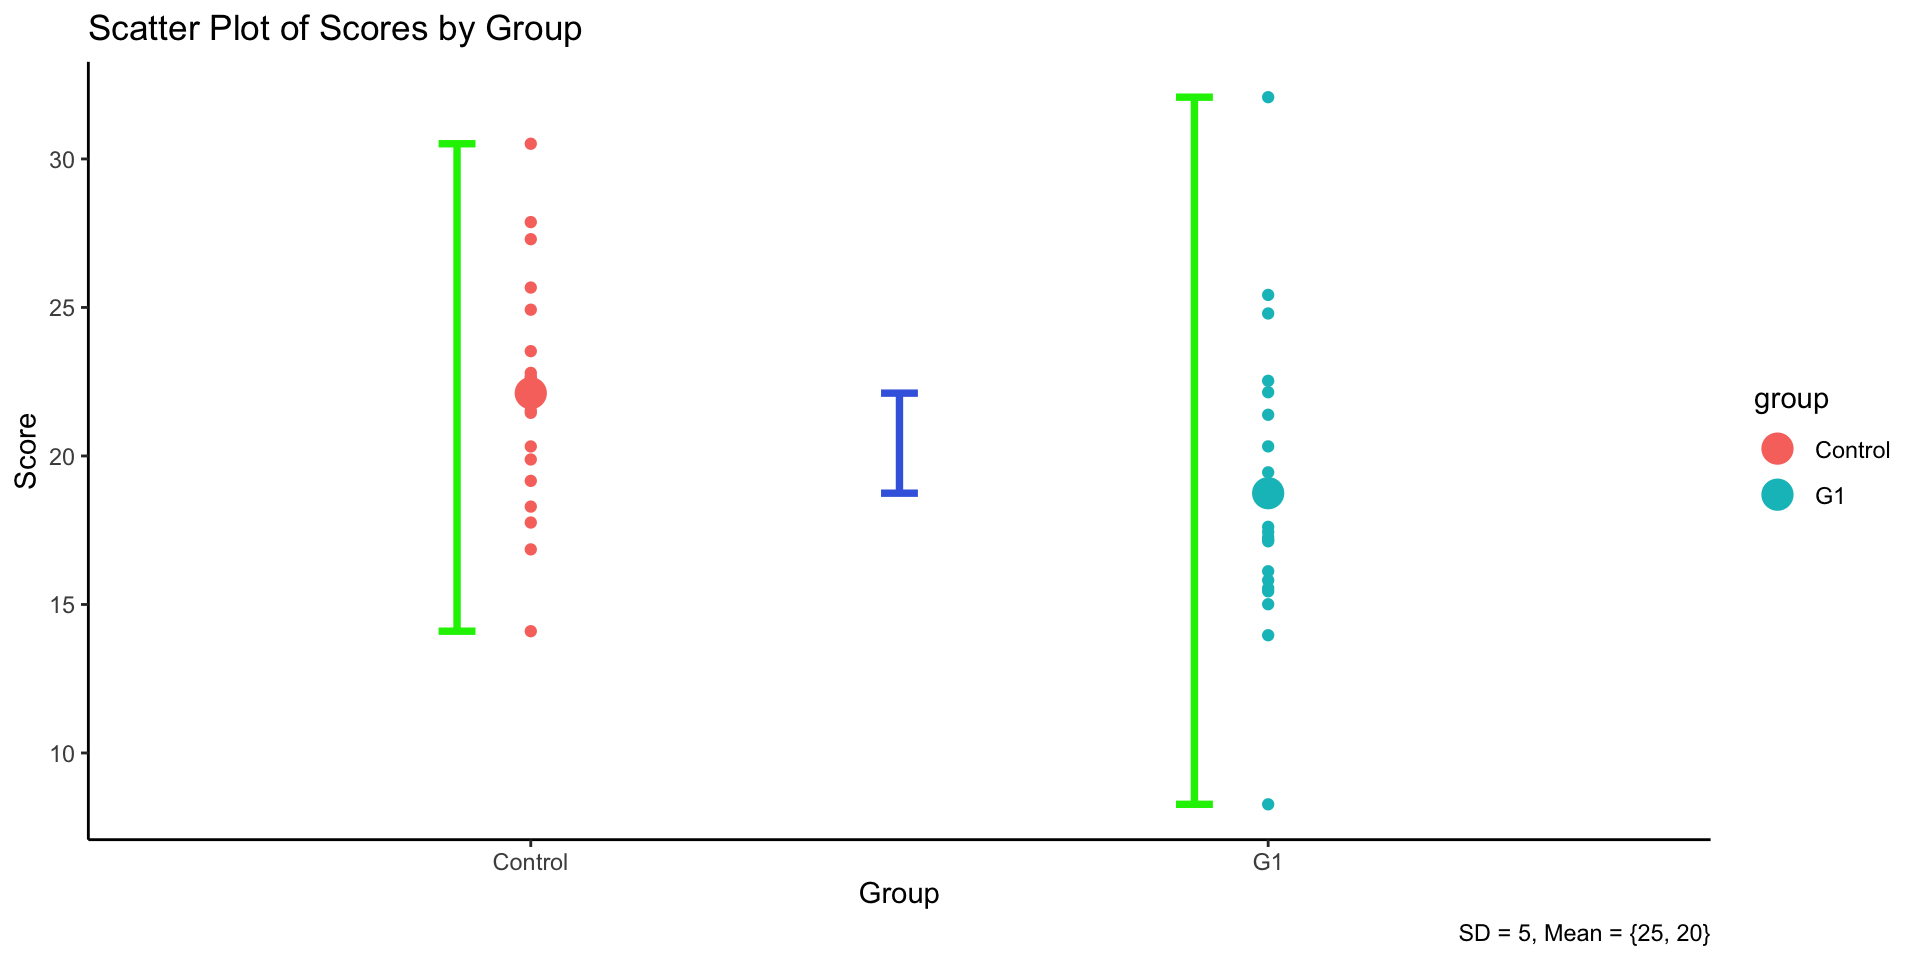 Scatter Plot of Scores by Group
30
25
20
15
10
Score
Control
G1
Group
group
Control
G1
SD = 5, Mean = {25, 20}